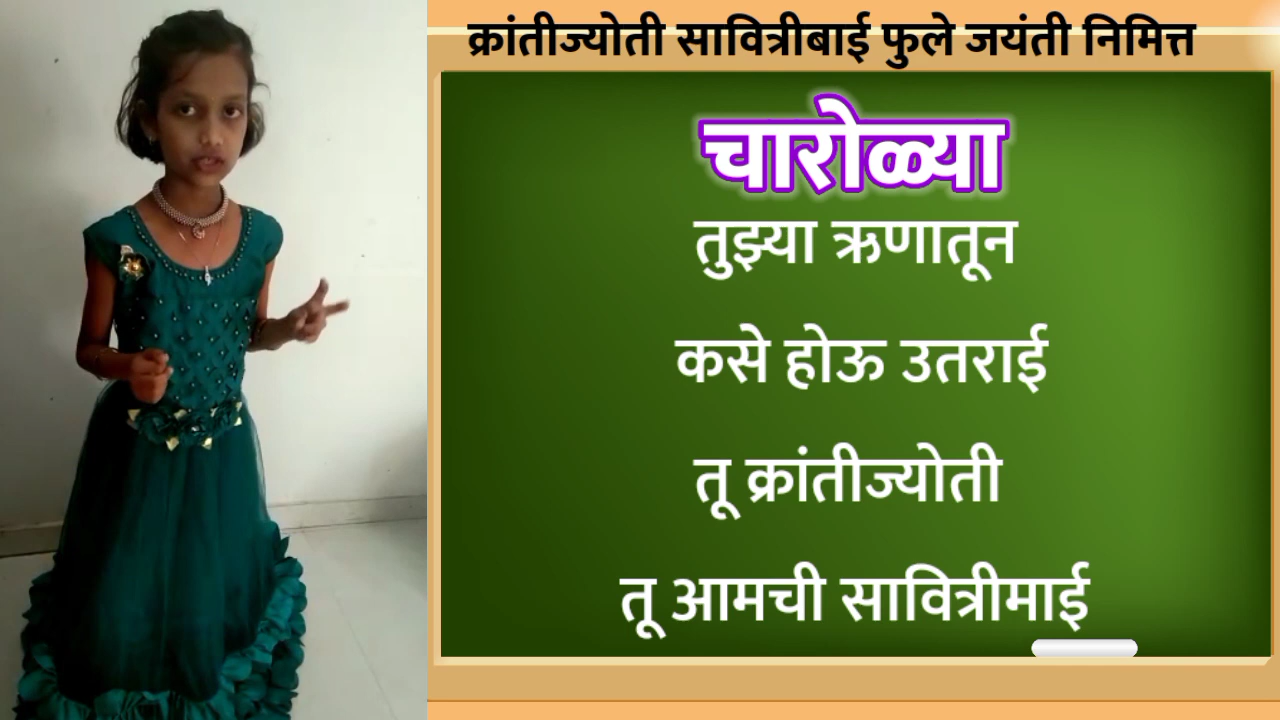 क्रांतीज्योती सावित्रीबाई फुले जयंती निमित्त
चारोळ्या
तुझ्या ऋणातून
कसे होऊ उतराई
तू क्रांतीज्योती
तू आमची सावित्रीमाई